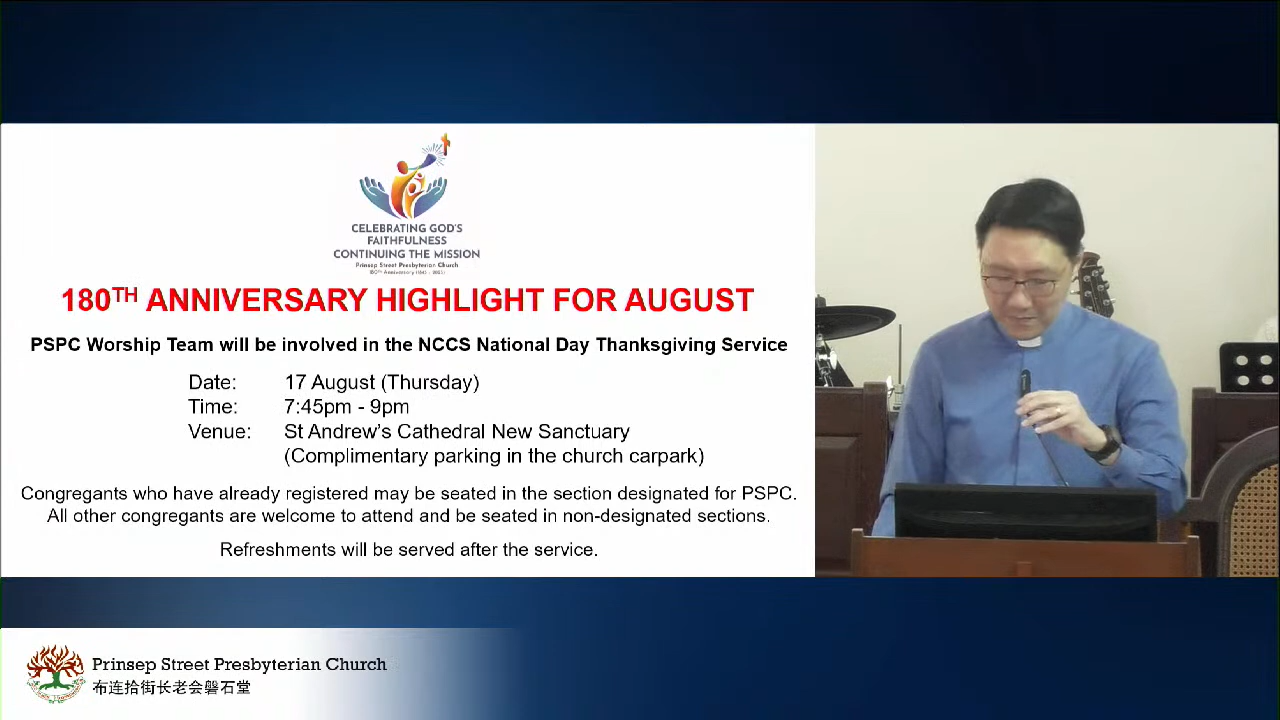 CELEBRATING GOD'S
FAITHFULNESS
CONTINUING THE MISSION
Prinsep Street Presbyterian Church
180TH ANNIVERSARY HIGHLIGHT FOR AUGUST
PSPC Worship Team will be involved in the NCCS National Day Thanksgiving Service
Date: 17 August (Thursday)
Time: 7:45pm - 9pm
Venue: St Andrew's Cathedral New Sanctuary
(Complimentary parking in the church carpark)
Congregants who have already registered may be seated in the section designated for PSPC.
All other congregants are welcome to attend and be seated in non-designated sections.
Refreshments will be served after the service.
Prinsep Street Presbyterian Church
布连拾街长老会磐石堂